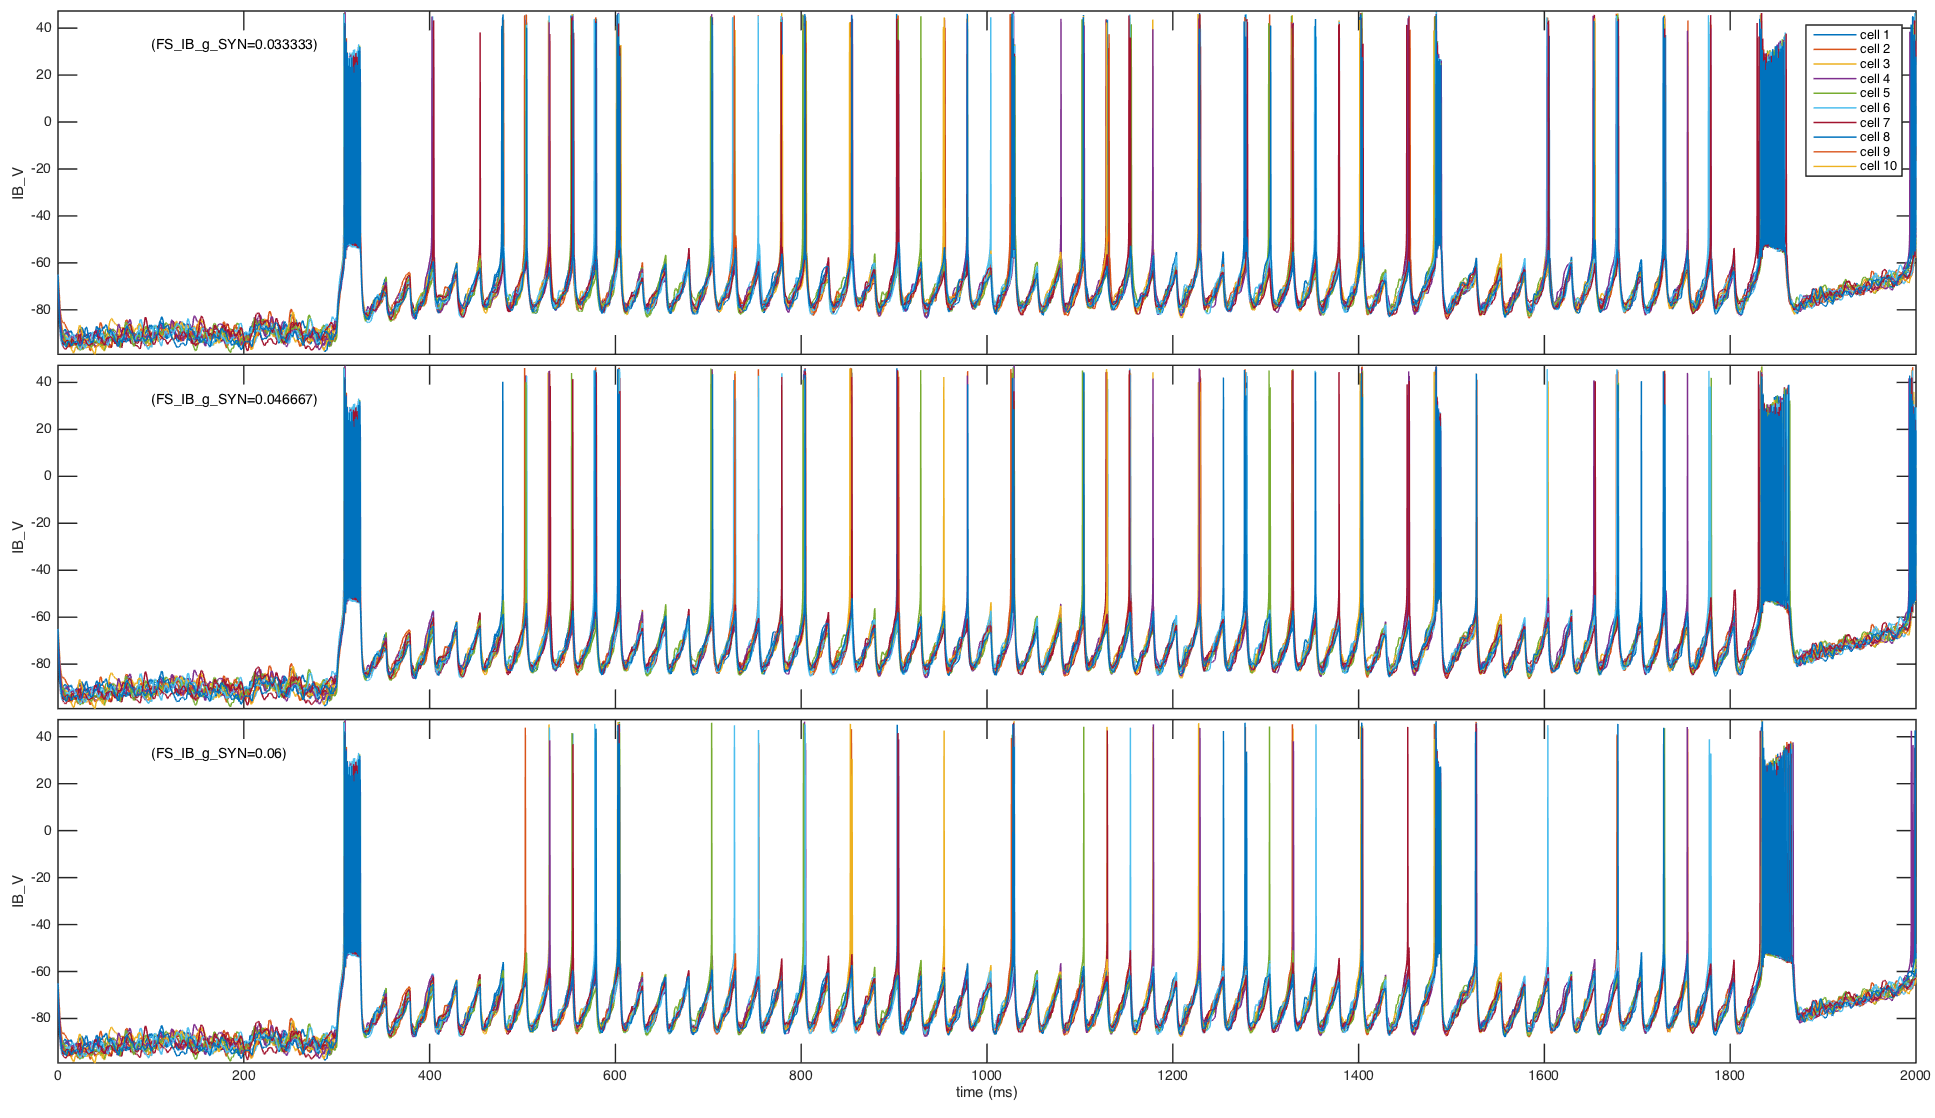 40
20
0
-20
-40
-60
-80
IB_V
(FS_IB_g_SYN=0.033333)
cell 1
cell 2
cell 3
cell 4
cell 5
cell 6
cell 7
cell 8
cell 9
cell 10
40
20
0
-20
-40
-60
-80
IB_V
(FS_IB_g_SYN=0.046667)
40
20
0
-20
-40
-60
-80
IB_V
(FS_IB_g_SYN=0.06)
0 200 400 600 800 1000 1200 1400 1600 1800 2000
time (ms)